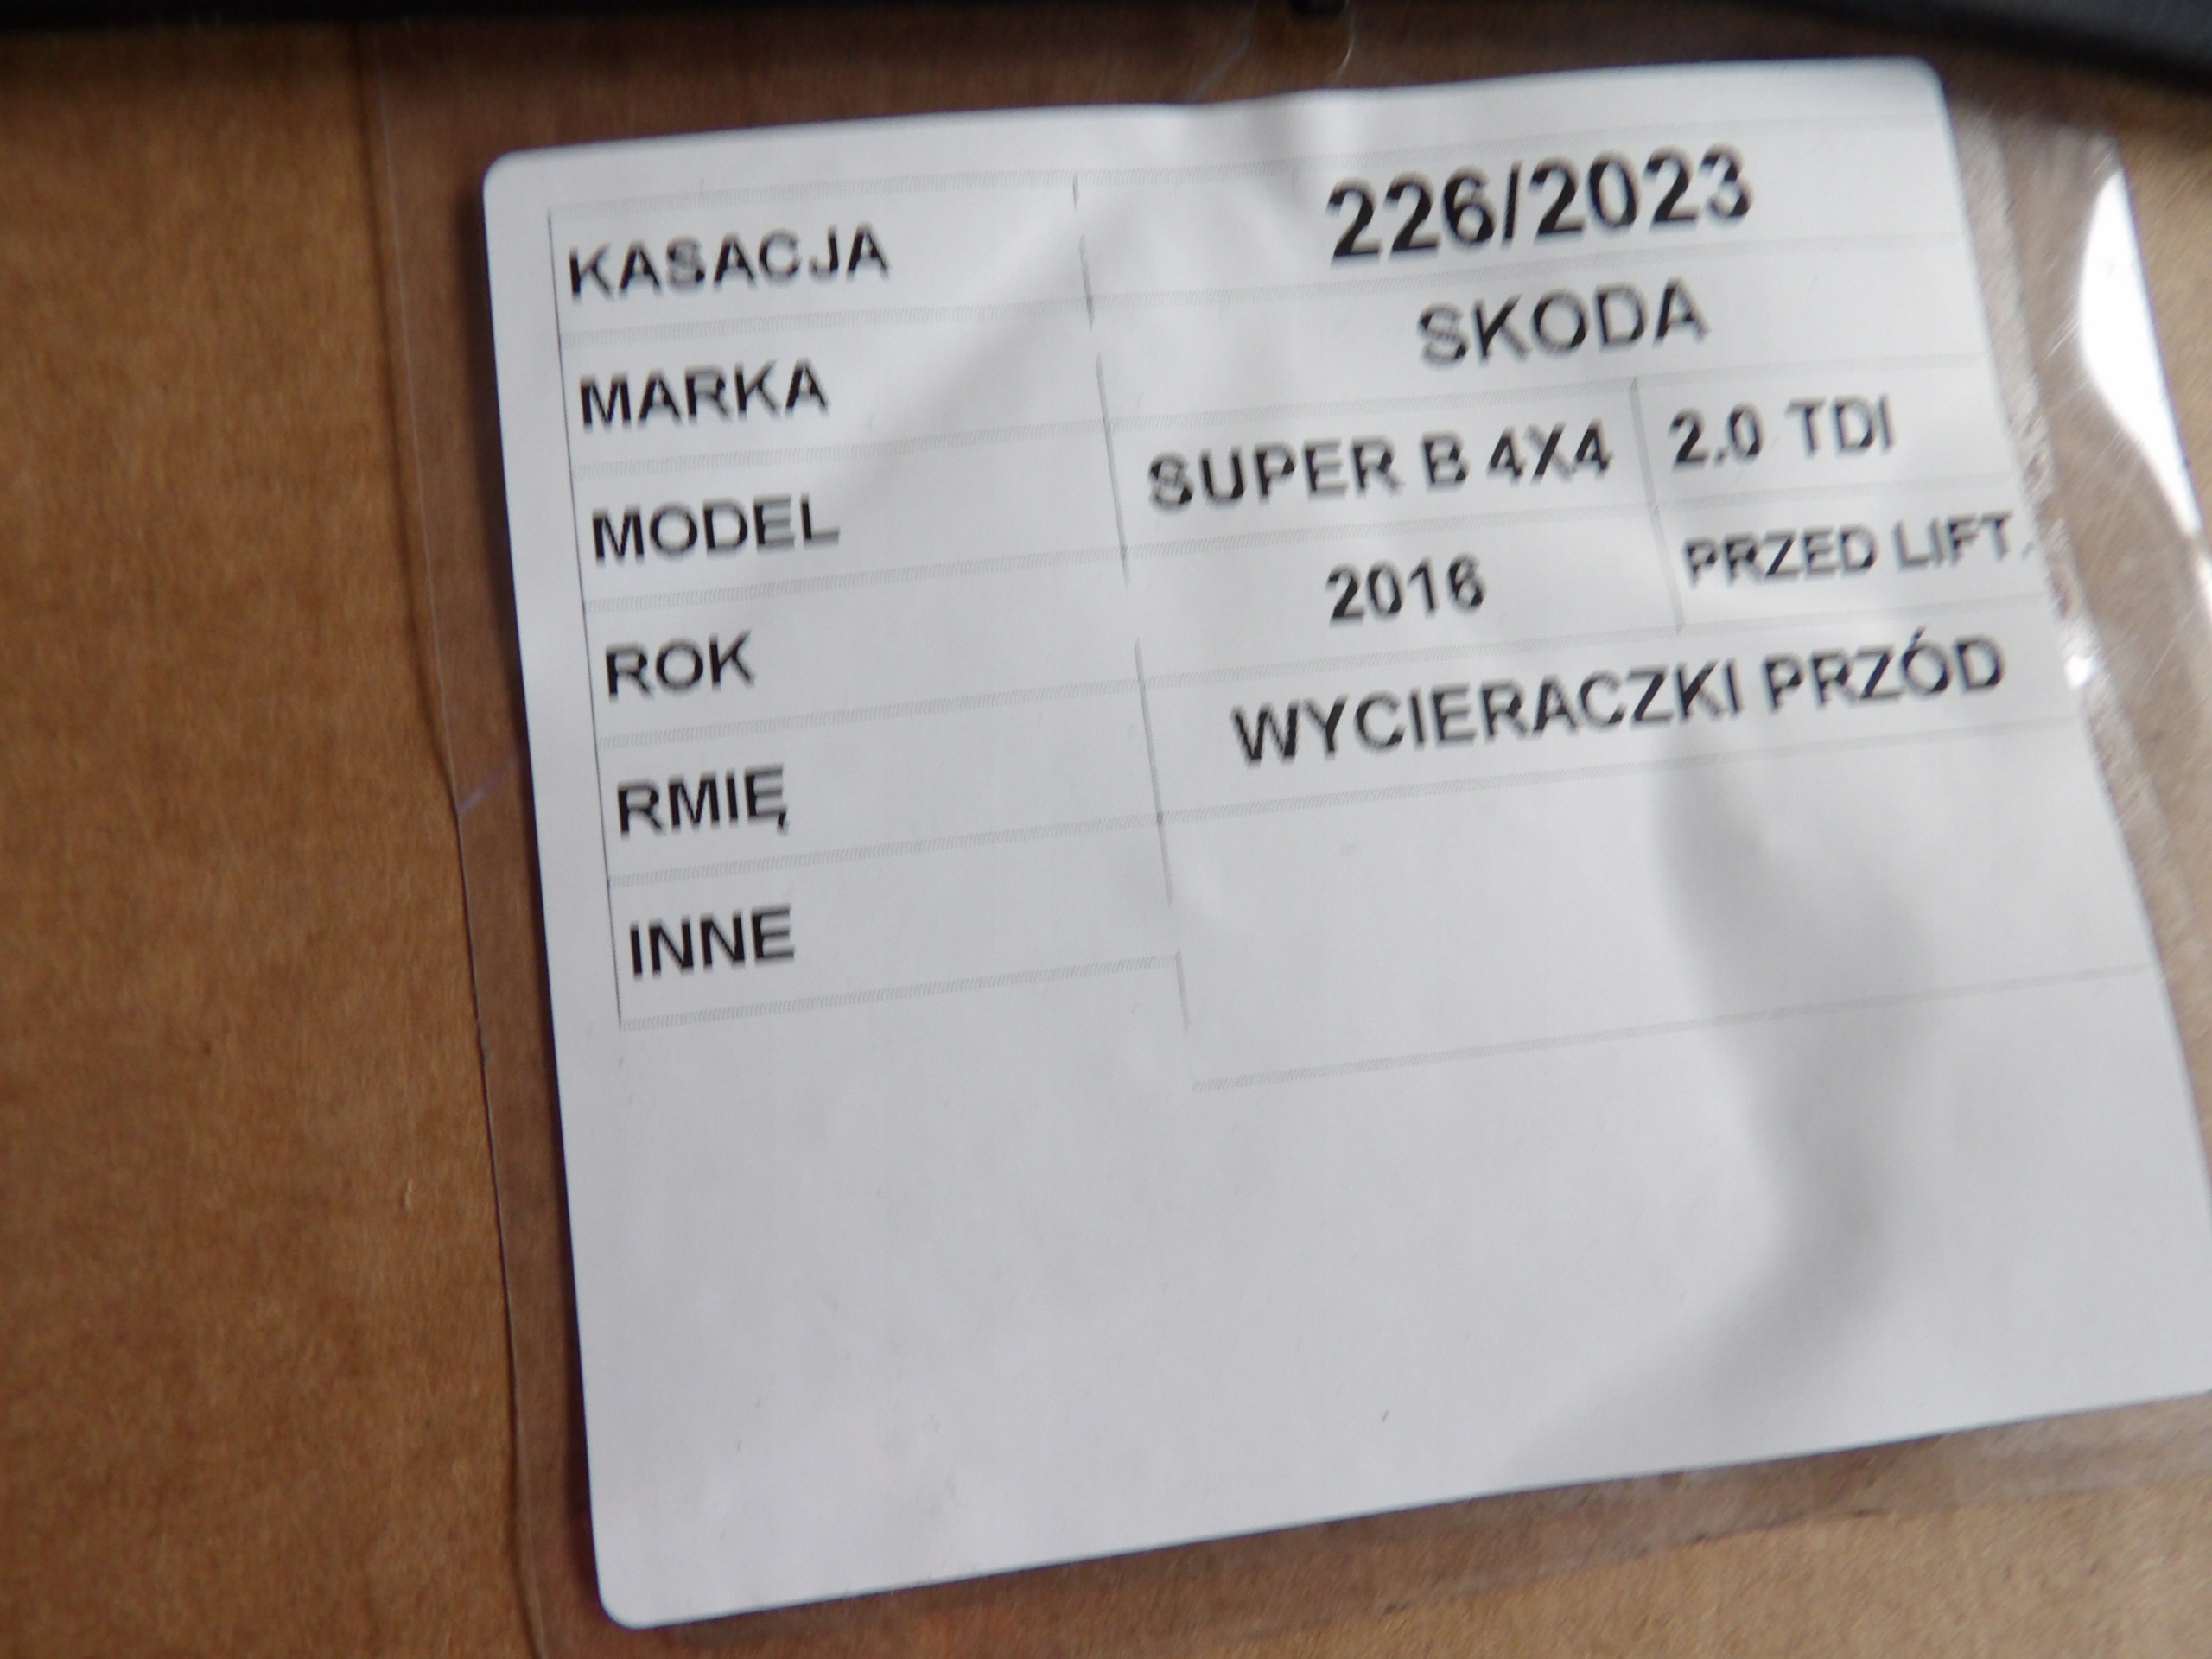 KASACJA 226/2023
MARKA SKODA
MODEL SUPER B 4X4 2.0 TDI
ROK 2016 PRZED LIFT.
RMIĘ WYCIERACZKI PRZÓD
INNE